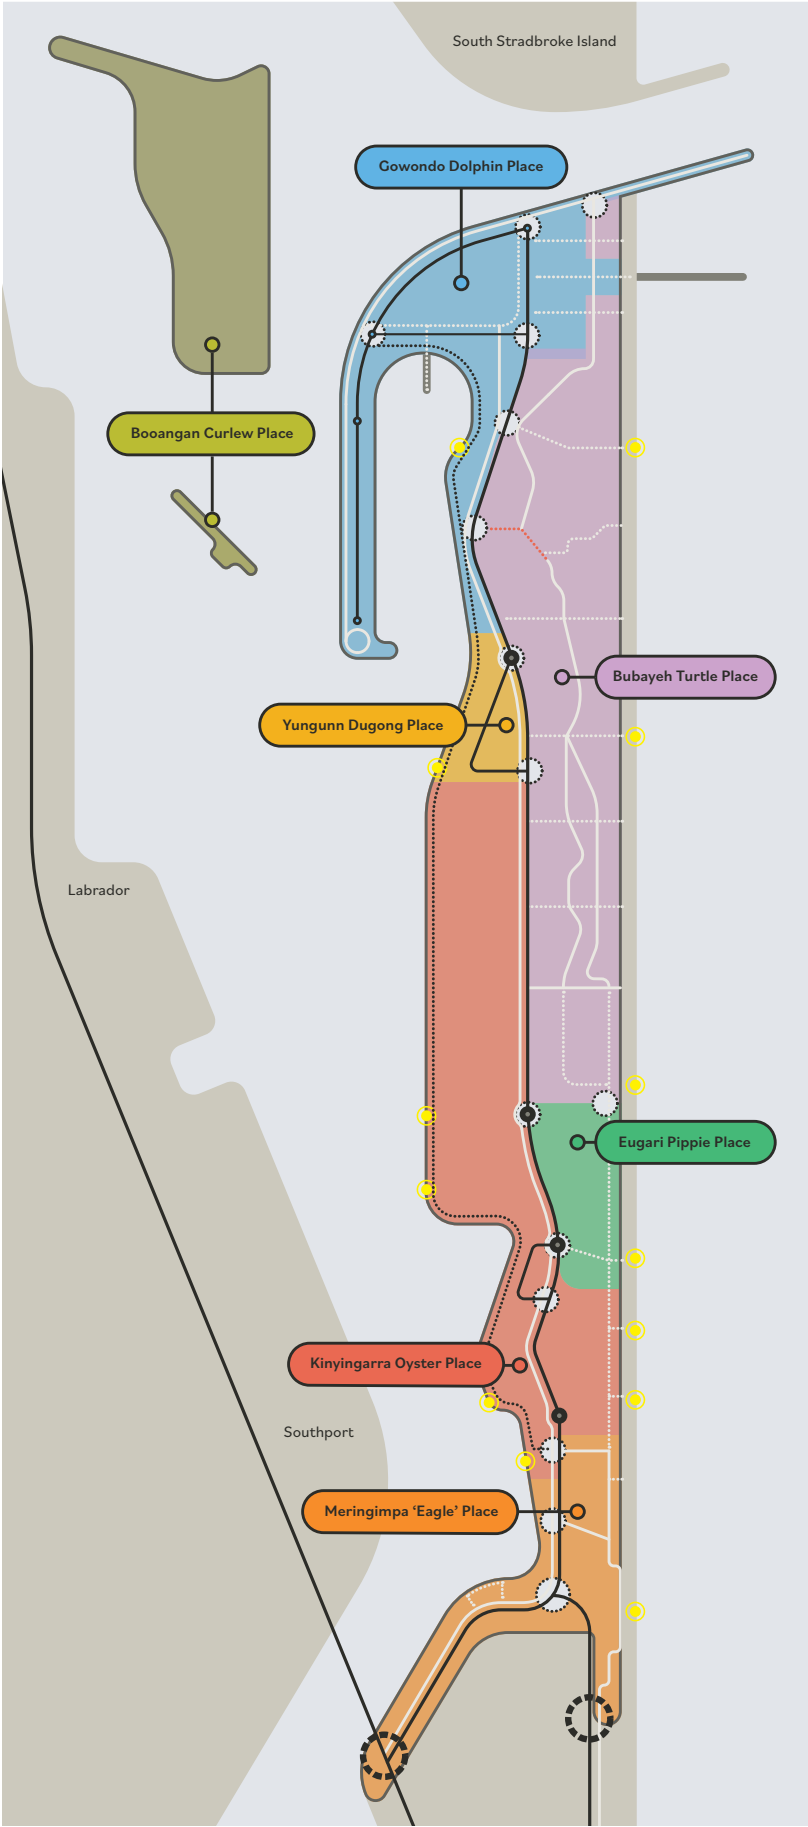 South Stradbroke Island
Gowondo Dolphin Place
Booangan Curlew Place
Bubayeh Turtle Place
Yungunn Dugong Place
Labrador
Eugari Pippie Place
Kinyingarra Oyster Place
Southport
Meringimpa ‘Eagle’ Place